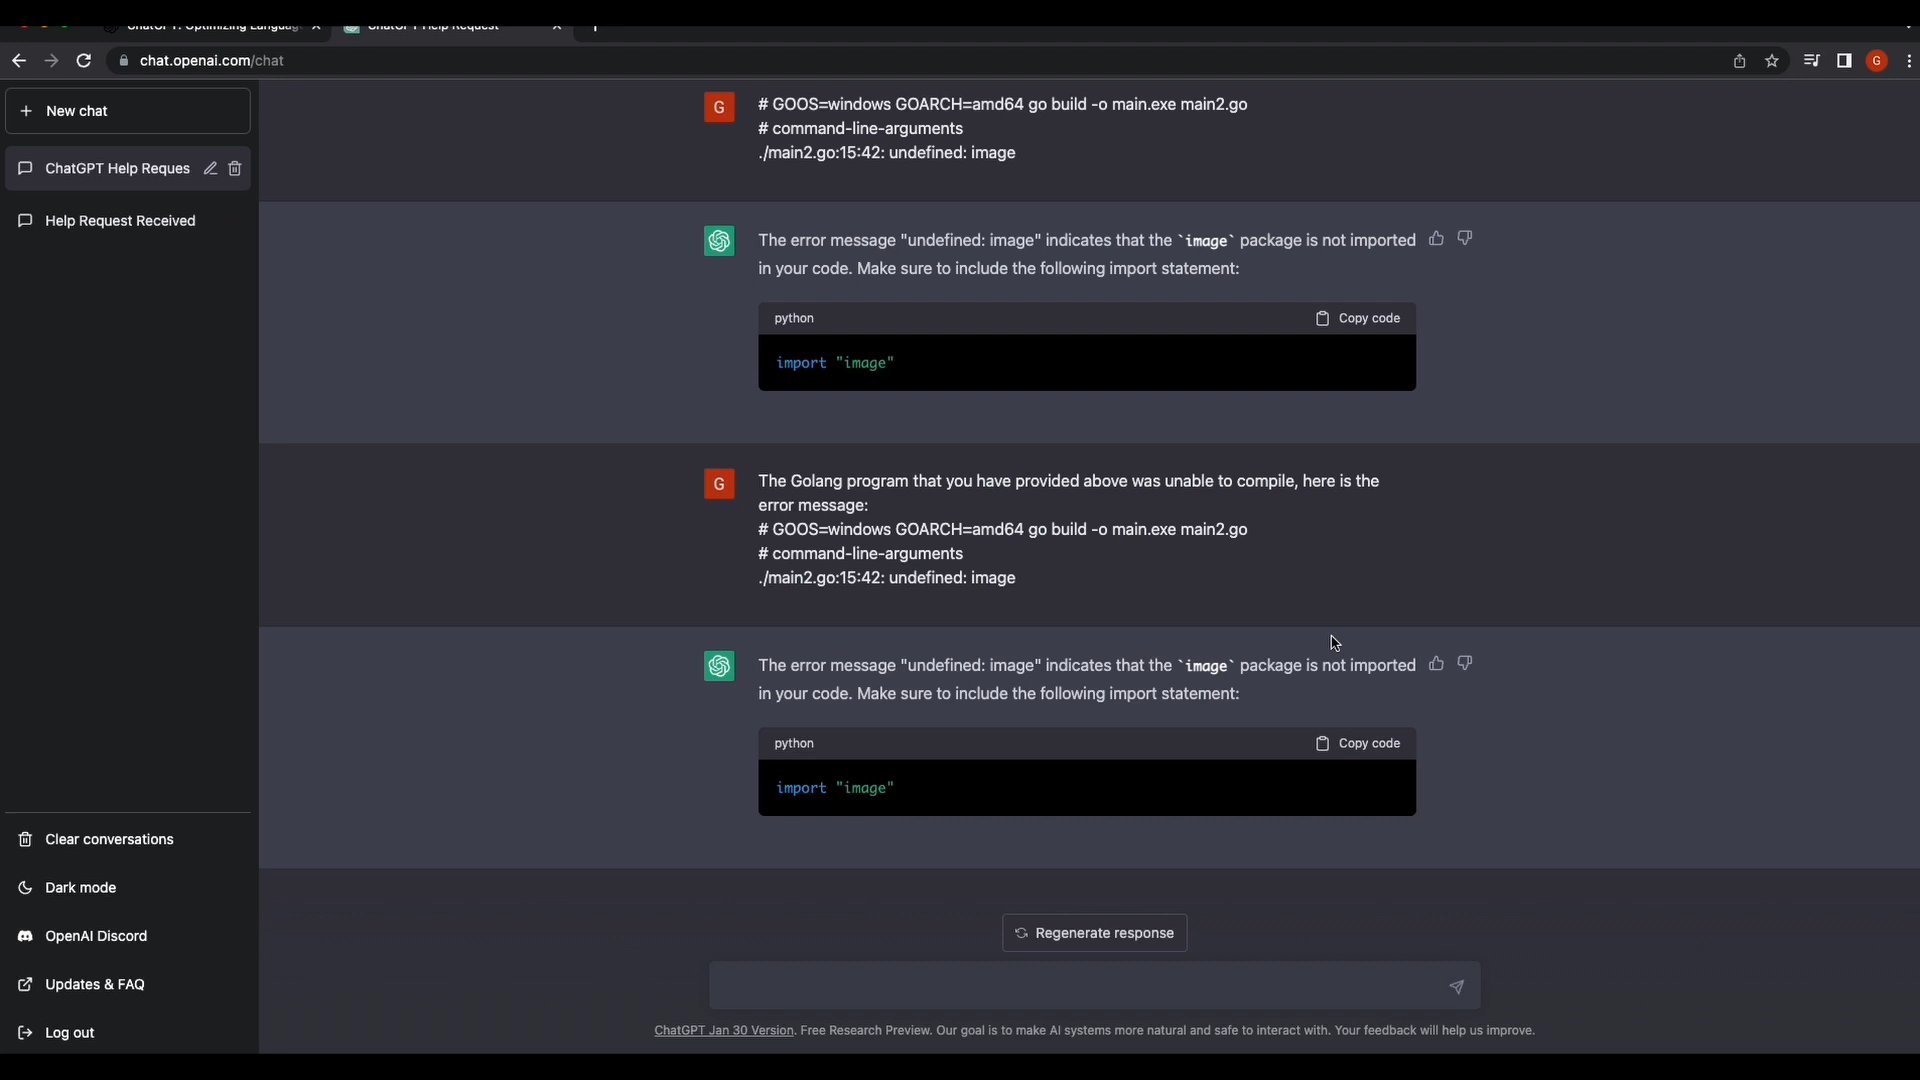 chat.openai.com/chat
G
New chat
ChatGPT Help Reques
Help Request Received
G
# GOOS=windows GOARCH=amd64 go build -o main.exe main2.go
# command-line-arguments
./main2.go:15:42: undefined: image
The error message "undefined: image" indicates that the `image` package is not imported
in your code. Make sure to include the following import statement:
python
Copy code
import "image"
G
The Golang program that you have provided above was unable to compile, here is the
error message:
# GOOS=windows GOARCH=amd64 go build -o main.exe main2.go
# command-line-arguments
./main2.go:15:42: undefined: image
The error message "undefined: image" indicates that the `image` package is not imported
in your code. Make sure to include the following import statement:
python
Copy code
import "image"
Clear conversations
Dark mode
OpenAI Discord
Updates & FAQ
Log out
Regenerate response
ChatGPT Jan 30 Version. Free Research Preview. Our goal is to make AI systems more natural and safe to interact with. Your feedback will help us improve.